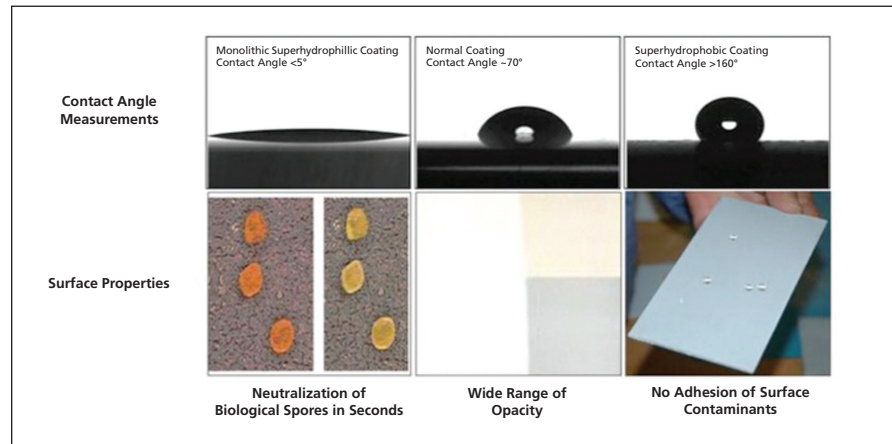 Monolithic Superhydrophillic Coating
Contact Angle <5°
Normal Coating
Contact Angle ~70°
Superhydrophobic Coating
Contact Angle >160°
Contact Angle
Measurements
Surface Properties
Neutralization of
Biological Spores in Seconds
Wide Range of
Opacity
No Adhesion of Surface
Contaminants